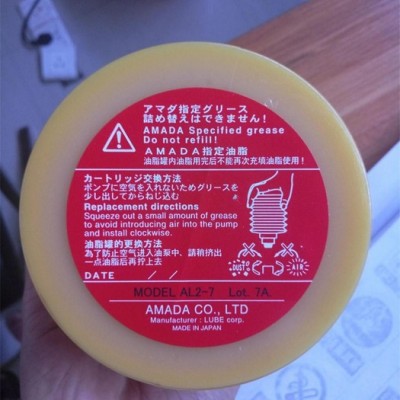 アマダ指定グリース
詰め替えはできません!
AMADA Specified grease
Do not refill!
AMADA指定油脂
油脂罐内油脂用完后不能再次充填油脂使用!
カートリッジ交換方法
ポンプに空気を入れないためグリースを
少し出してからねじ込む
Replacement directions
Squeeze out a small amount of grease
to avoid introducing air into the pump
and install clockwise.
油脂罐的更换方法
為了防止空气进入油泵中、請稍挤出
一点油脂后再拧上去
DUST
AIR
DATE / /
MODEL AL2-7 Lot. 7A.
AMADA CO., LTD
Manufacturer : LUBE corp.
MADE IN JAPAN